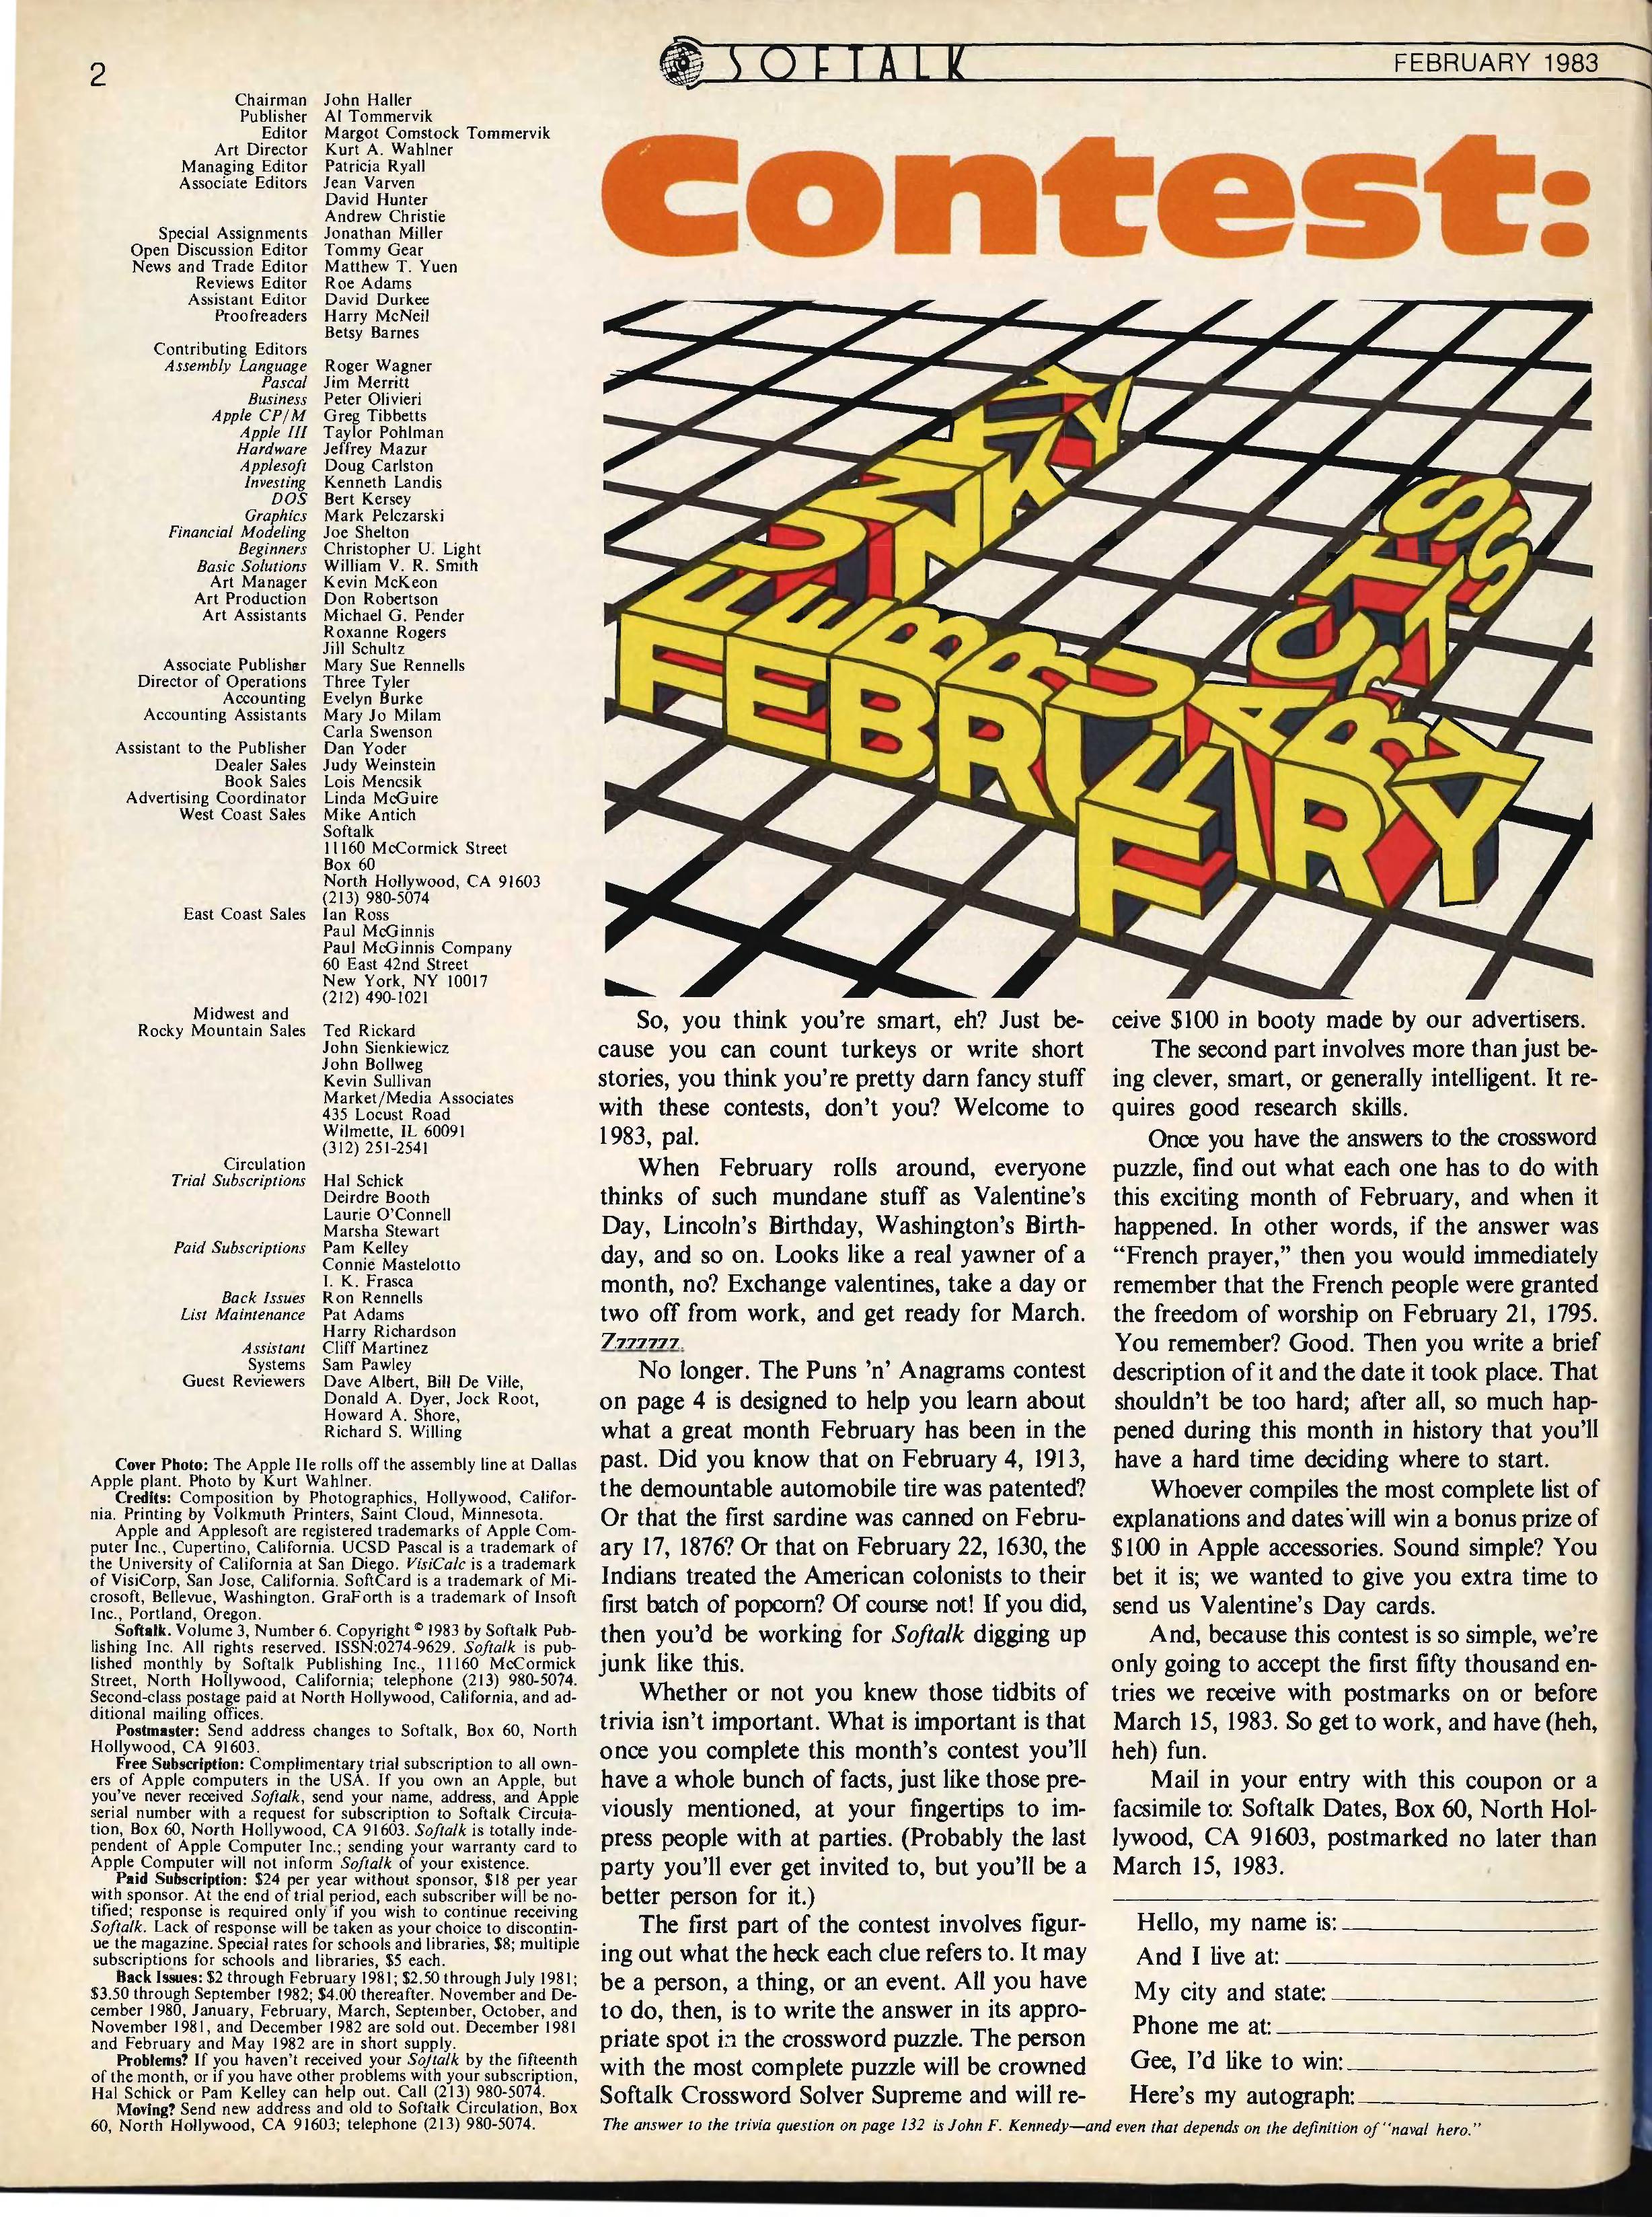 2
SOFTALK
FEBRUARY 1983
Chairman John Haller
Publisher Al Tommervik
Editor Margot Comstock Tommervik
Art Director Kurt A. Wahlner
Managing Editor Patricia Ryall
Associate Editors Jean Varven
David Hunter
Andrew Christie
Special Assignments Jonathan Miller
Open Discussion Editor Tommy Gear
News and Trade Editor Matthew T. Yuen
Reviews Editor Roe Adams
Assistant Editor David Durkee
Proofreaders Harry McNeil
Betsy Barnes
Contributing Editors
Assembly Language Roger Wagner
Pascal Jim Merritt
Business Peter Olivieri
Apple CP/M Greg Tibbetts
Apple III Taylor Pohlman
Hardware Jeffrey Mazur
Applesoft Doug Carlston
Investing Kenneth Landis
DOS Bert Kersey
Graphics Mark Pelczarski
Financial Modeling Joe Shelton
Beginners Christopher U. Light
Basic Solutions William V. R. Smith
Art Manager Kevin McKeon
Art Production Don Robertson
Art Assistants Michael G. Pender
Roxanne Rogers
Jill Schultz
Associate Publisher Mary Sue Rennells
Director of Operations Three Tyler
Accounting Evelyn Burke
Accounting Assistants Mary Jo Milam
Carla Swenson
Assistant to the Publisher Dan Yoder
Dealer Sales Judy Weinstein
Book Sales Lois Mencsik
Advertising Coordinator Linda McGuire
West Coast Sales Mike Antich
Softalk
11160 McCormick Street
Box 60
North Hollywood, CA 91603
(213) 980-5074
East Coast Sales Ian Ross
Paul McGinnis
Paul McGinnis Company
60 East 42nd Street
New York, NY 10017
(212) 490-1021
Midwest and
Rocky Mountain Sales Ted Rickard
John Sienkiewicz
John Bollweg
Kevin Sullivan
Market/Media Associates
435 Locust Road
Wilmette, IL 60091
(312) 251-2541
Circulation
Trial Subscriptions Hal Schick
Deirdre Booth
Laurie O'Connell
Marsha Stewart
Paid Subscriptions Pam Kelley
Connie Mastelotto
I. K. Frasca
Back Issues Ron Rennells
List Maintenance Pat Adams
Harry Richardson
Assistant Cliff Martinez
Systems Sam Pawley
Guest Reviewers Dave Albert, Bill De Ville,
Donald A. Dyer, Jock Root,
Howard A. Shore,
Richard S. Willing
Cover Photo: The Apple IIe rolls off the assembly line at Dallas
Apple plant. Photo by Kurt Wahlner.
Credits: Composition by Photographics, Hollywood, Califor-
nia. Printing by Volkmuth Printers, Saint Cloud, Minnesota.
Apple and Applesoft are registered trademarks of Apple Com-
puter Inc., Cupertino, California. UCSD Pascal is a trademark
of the University of California at San Diego. VisiCalc is a trademark
of VisiCorp, San Jose, California. SoftCard is a trademark of Mi-
crosoft, Bellevue, Washington. GraForth is a trademark of Insoft
Inc., Portland, Oregon.
Softalk. Volume 3, Number 6. Copyright © 1983 by Softalk Pub-
lishing Inc. All rights reserved. ISSN:0274-9629. Softalk is pub-
lished monthly by Softalk Publishing Inc., 11160 McCormick
Street, North Hollywood, California; telephone (213) 980-5074.
Second-class postage paid at North Hollywood, California, and ad-
ditional mailing offices.
Postmaster: Send address changes to Softalk, Box 60, North
Hollywood, CA 91603.
Free Subscription: Complimentary trial subscription to all own-
ers of Apple computers in the USA. If you own an Apple, but
you've never received Softalk, send your name, address, and Apple
serial number with a request for subscription to Softalk Circula-
tion, Box 60, North Hollywood, CA 91603. Softalk is totally inde-
pendent of Apple Computer Inc.; sending your warranty card to
Apple Computer will not inform Softalk of your existence.
Paid Subscription: $24 per year without sponsor, $18 per year
with sponsor. At the end of trial period, each subscriber will be no-
tified; response is required only if you wish to continue receiving
Softalk. Lack of response will be taken as your choice to discontin-
ue the magazine. Special rates for schools and libraries, $8; multiple
subscriptions for schools and libraries, $5 each.
Back Issues: $2 through February 1981; $2.50 through July 1981;
$3.50 through September 1982; $4.00 thereafter. November and De-
cember 1980, January, February, March, September, October, and
November 1981, and December 1982 are sold out. December 1981
and February and May 1982 are in short supply.
Problems? If you haven't received your Softalk by the fifteenth
of the month, or if you have other problems with your subscription,
Hal Schick or Pam Kelley can help out. Call (213) 980-5074.
Moving? Send new address and old to Softalk Circulation, Box
60, North Hollywood, CA 91603; telephone (213) 980-5074.
Contest:
FUNKY
FEBRUARY
FACTS
So, you think you're smart, eh? Just be-
cause you can count turkeys or write short
stories, you think you're pretty darn fancy stuff
with these contests, don't you? Welcome to
1983, pal.
When February rolls around, everyone
thinks of such mundane stuff as Valentine's
Day, Lincoln's Birthday, Washington's Birth-
day, and so on. Looks like a real yawner of a
month, no? Exchange valentines, take a day or
two off from work, and get ready for March.
Zzzzzzz.
No longer. The Puns 'n' Anagrams contest
on page 4 is designed to help you learn about
what a great month February has been in the
past. Did you know that on February 4, 1913,
the demountable automobile tire was patented?
Or that the first sardine was canned on Febru-
ary 17, 1876? Or that on February 22, 1630, the
Indians treated the American colonists to their
first batch of popcorn? Of course not! If you did,
then you'd be working for Softalk digging up
junk like this.
Whether or not you knew those tidbits of
trivia isn't important. What is important is that
once you complete this month's contest you'll
have a whole bunch of facts, just like those pre-
viously mentioned, at your fingertips to im-
press people with at parties. (Probably the last
party you'll ever get invited to, but you'll be a
better person for it.)
The first part of the contest involves figur-
ing out what the heck each clue refers to. It may
be a person, a thing, or an event. All you have
to do, then, is to write the answer in its appro-
priate spot in the crossword puzzle. The person
with the most complete puzzle will be crowned
Softalk Crossword Solver Supreme and will re-
ceive $100 in booty made by our advertisers.
The second part involves more than just be-
ing clever, smart, or generally intelligent. It re-
quires good research skills.
Once you have the answers to the crossword
puzzle, find out what each one has to do with
this exciting month of February, and when it
happened. In other words, if the answer was
"French prayer," then you would immediately
remember that the French people were granted
the freedom of worship on February 21, 1795.
You remember? Good. Then you write a brief
description of it and the date it took place. That
shouldn't be too hard; after all, so much hap-
pened during this month in history that you'll
have a hard time deciding where to start.
Whoever compiles the most complete list of
explanations and dates will win a bonus prize of
$100 in Apple accessories. Sound simple? You
bet it is; we wanted to give you extra time to
send us Valentine's Day cards.
And, because this contest is so simple, we're
only going to accept the first fifty thousand en-
tries we receive with postmarks on or before
March 15, 1983. So get to work, and have (heh,
heh) fun.
Mail in your entry with this coupon or a
facsimile to: Softalk Dates, Box 60, North Hol-
lywood, CA 91603, postmarked no later than
March 15, 1983.
Hello, my name is:
And I live at:
My city and state:
Phone me at:
Gee, I'd like to win:
Here's my autograph:
The answer to the trivia question on page 132 is John F. Kennedy—and even that depends on the definition of "naval hero."